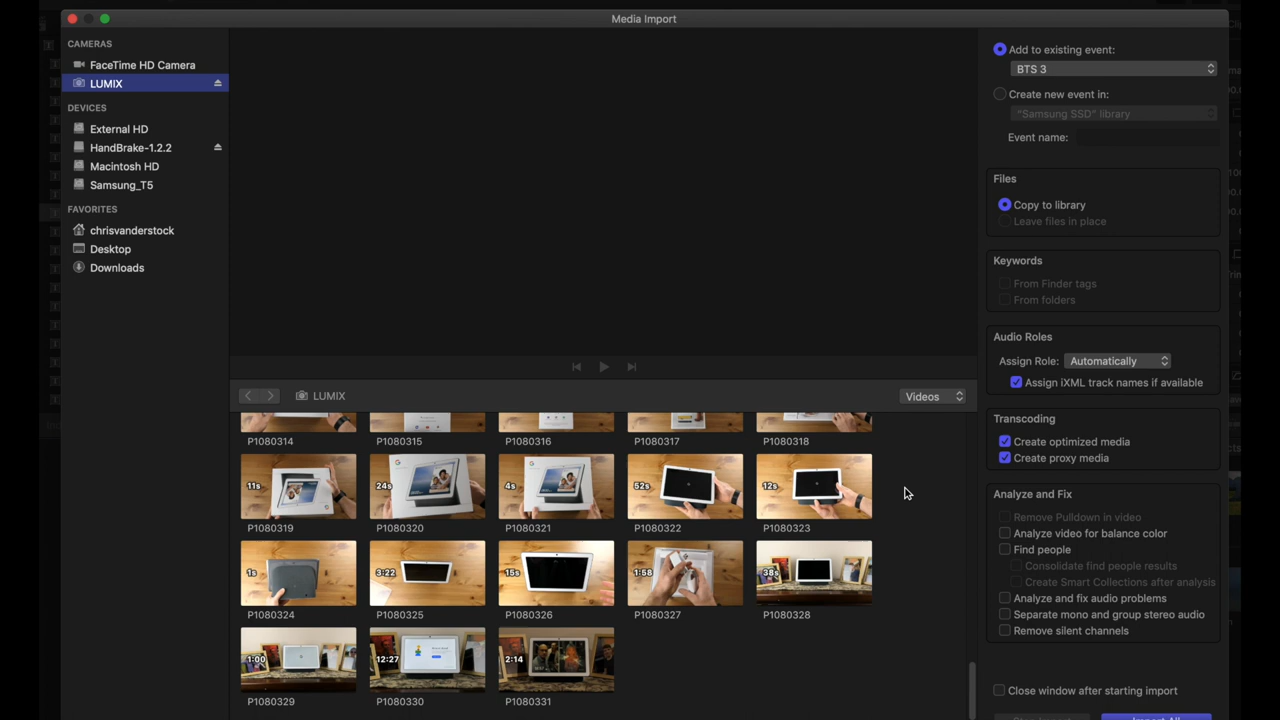 Media Import
CAMERAS
FaceTime HD Camera
LUMIX
DEVICES
External HD
HandBrake-1.2.2
Macintosh HD
Samsung_T5
FAVORITES
chrisvanderstock
Desktop
Downloads
LUMIX
Videos
P1080314
P1080315
P1080316
P1080317
P1080318
11s
24s
4s
52s
12s
P1080319
P1080320
P1080321
P1080322
P1080323
1s
3:22
15s
1:58
38s
P1080324
P1080325
P1080326
P1080327
P1080328
1:00
12:27
2:14
P1080329
P1080330
P1080331
Add to existing event:
BTS 3
Create new event in:
"Samsung SSD" library
Event name:
Files
Copy to library
Leave files in place
Keywords
From Finder tags
From folders
Audio Roles
Assign Role: Automatically
Assign iXML track names if available
Transcoding
Create optimized media
Create proxy media
Analyze and Fix
Remove Pulldown in video
Analyze video for balance color
Find people
Consolidate find people results
Create Smart Collections after analysis
Analyze and fix audio problems
Separate mono and group stereo audio
Remove silent channels
Close window after starting import